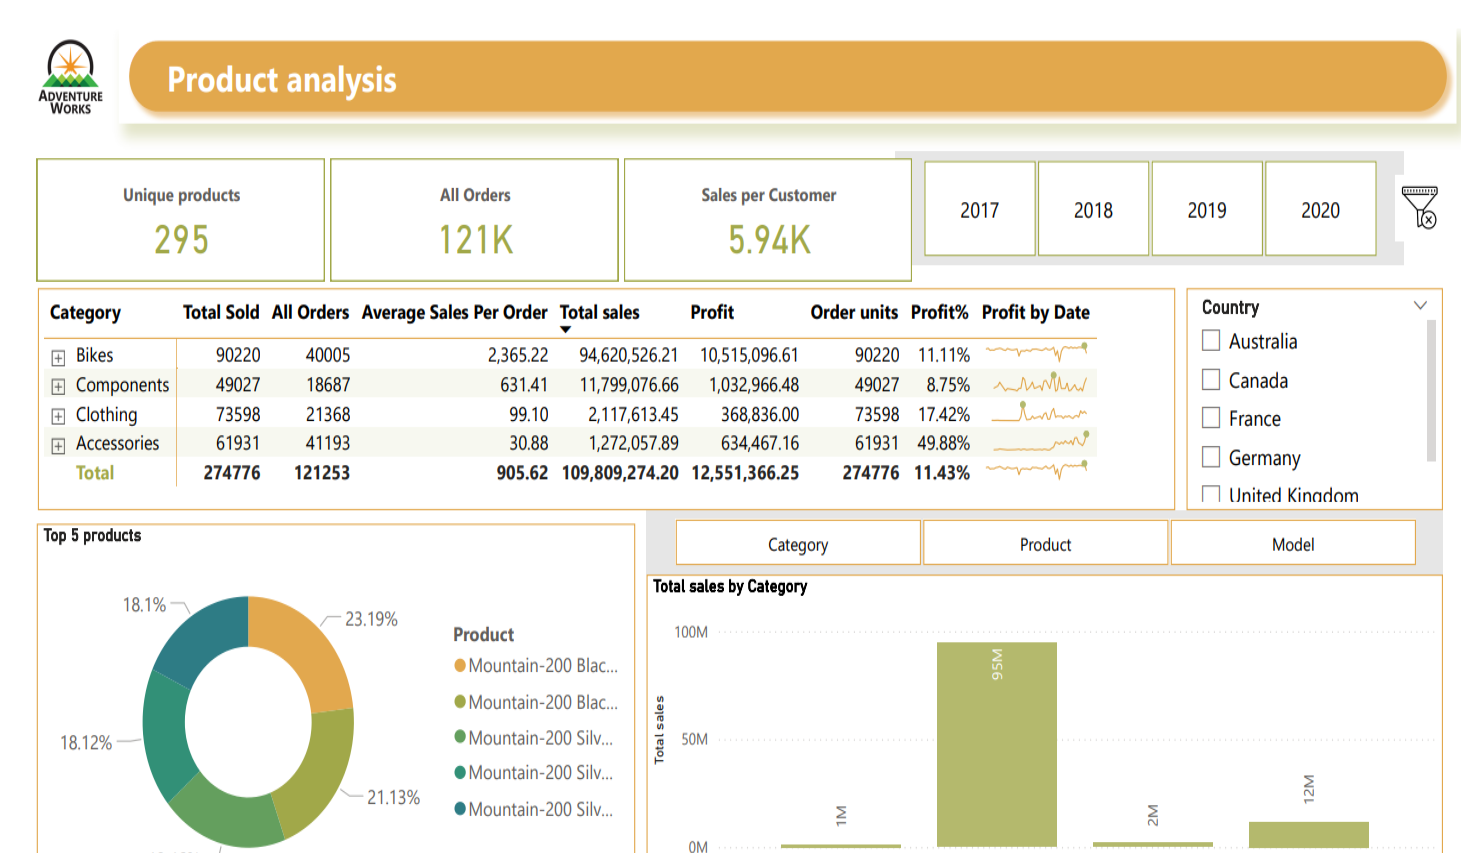 Product analysis
ADVENTURE
WORKS
Unique products
295
All Orders
121K
Sales per Customer
5.94K
2017 2018 2019 2020
Category Total Sold All Orders Average Sales Per Order Total sales Profit Order units Profit% Profit by Date
Bikes 90220 40005 2,365.22 94,620,526.21 10,515,096.61 90220 11.11%
Components 49027 18687 631.41 11,799,076.66 1,032,966.48 49027 8.75%
Clothing 73598 21368 99.10 2,117,613.45 368,836.00 73598 17.42%
Accessories 61931 41193 30.88 1,272,057.89 634,467.16 61931 49.88%
Total 274776 121253 905.62 109,809,274.20 12,551,366.25 274776 11.43%
Country
Australia
Canada
France
Germany
United Kingdom
Top 5 products
18.1%
23.19%
18.12%
21.13%
Product
Mountain-200 Blac...
Mountain-200 Blac...
Mountain-200 Silv...
Mountain-200 Silv...
Mountain-200 Silv...
Category Product Model
Total sales by Category
Total sales
100M
50M
0M
1M
95M
2M
12M